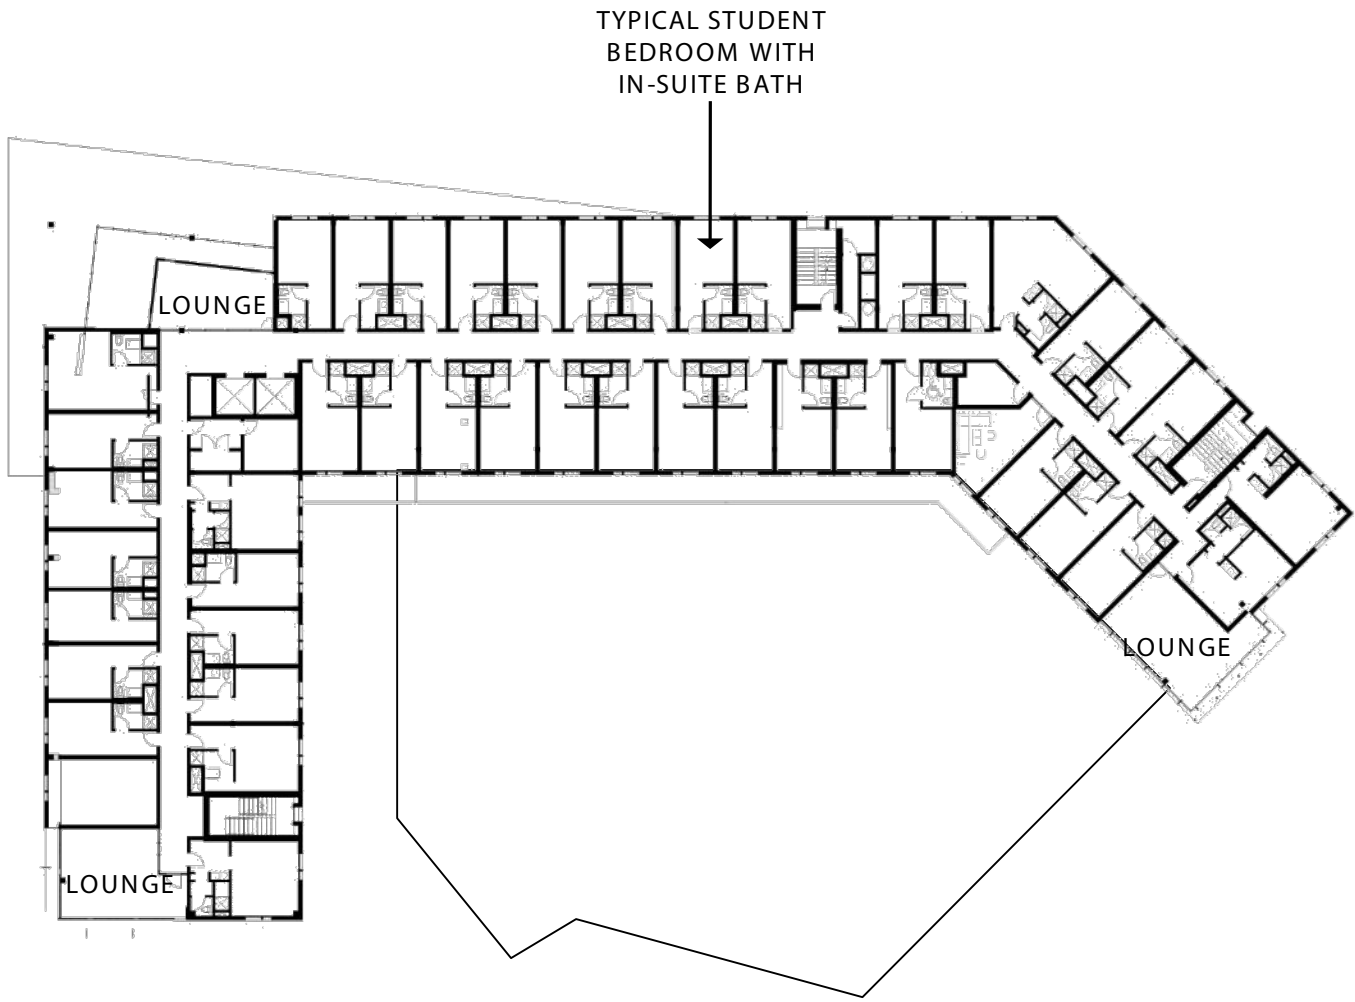 TYPICAL STUDENT
BEDROOM WITH
IN-SUITE BATH
LOUNGE
LOUNGE
LOUNGE